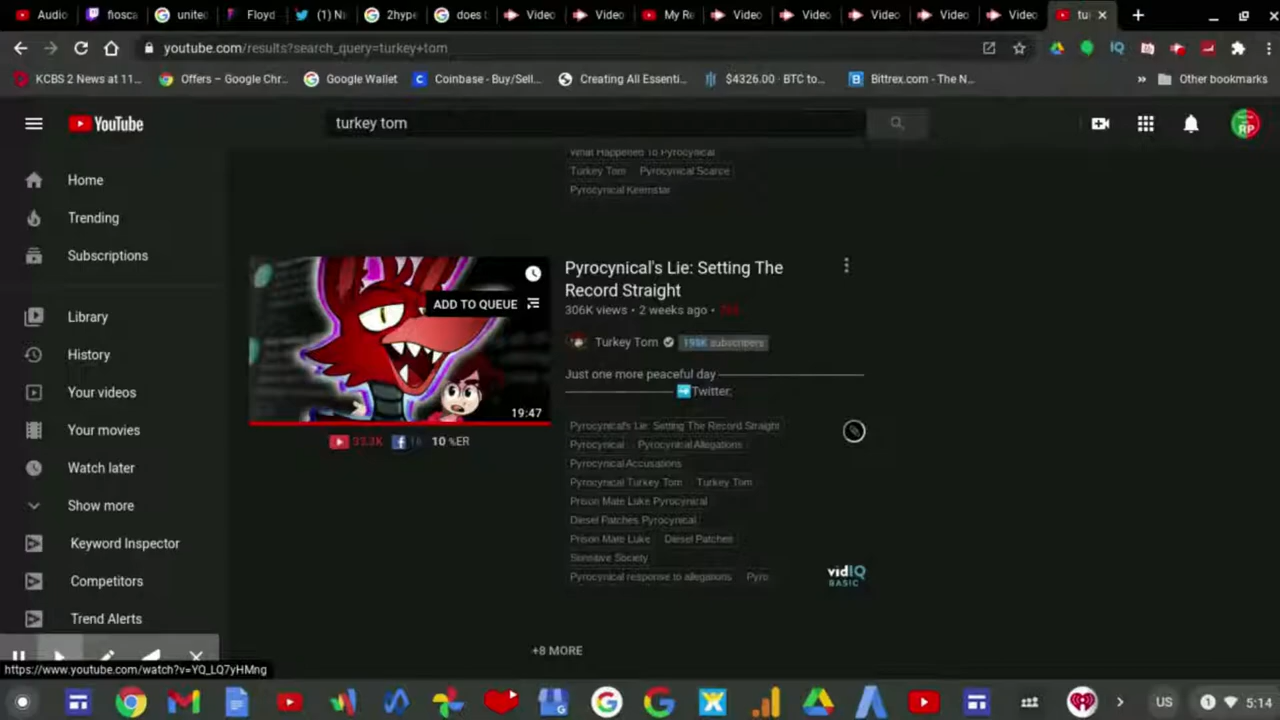 Audio fiosca unite Floyd (1) Ni 2hype does t Video Video My Re Video Video Video Video Video tu
youtube.com/results?search_query=turkey+tom
KCBS 2 News at 11... Offers – Google Chr... Google Wallet Coinbase - Buy/Sell... Creating All Essenti... $4326.00 - BTC to... Bittrex.com - The N... » Other bookmarks
YouTube
turkey tom
RP
Home
Trending
Subscriptions
Library
History
Your videos
Your movies
Watch later
Show more
Keyword Inspector
Competitors
Trend Alerts
What Happened To Pyrocynical
Turkey Tom Pyrocynical Scarce
Pyrocynical Keemstar
ADD TO QUEUE
19:47
33.3K 10 %ER
Pyrocynical's Lie: Setting The
Record Straight
306K views • 2 weeks ago •
Turkey Tom 198K subscribers
Just one more peaceful day
➡Twitter:
Pyrocynical's Lie: Setting The Record Straight
Pyrocynical Pyrocynical Allegations
Pyrocynical Accusations
Pyrocynical Turkey Tom Turkey Tom
Prison Mate Luke Pyrocynical
Diesel Patches Pyrocynical
Prison Mate Luke Diesel Patches
Sensitive Society
Pyrocynical response to allegations Pyro
vidIQ
BASIC
+8 MORE
https://www.youtube.com/watch?v=YQ_LQ7yHMng
US 1 5:14